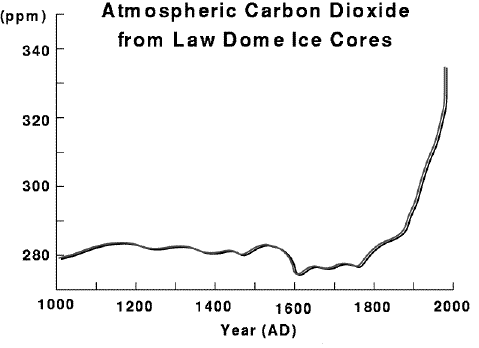 (ppm)
Atmospheric Carbon Dioxide
from Law Dome Ice Cores
340
320
300
280
1000 1200 1400 1600 1800 2000
Year (AD)